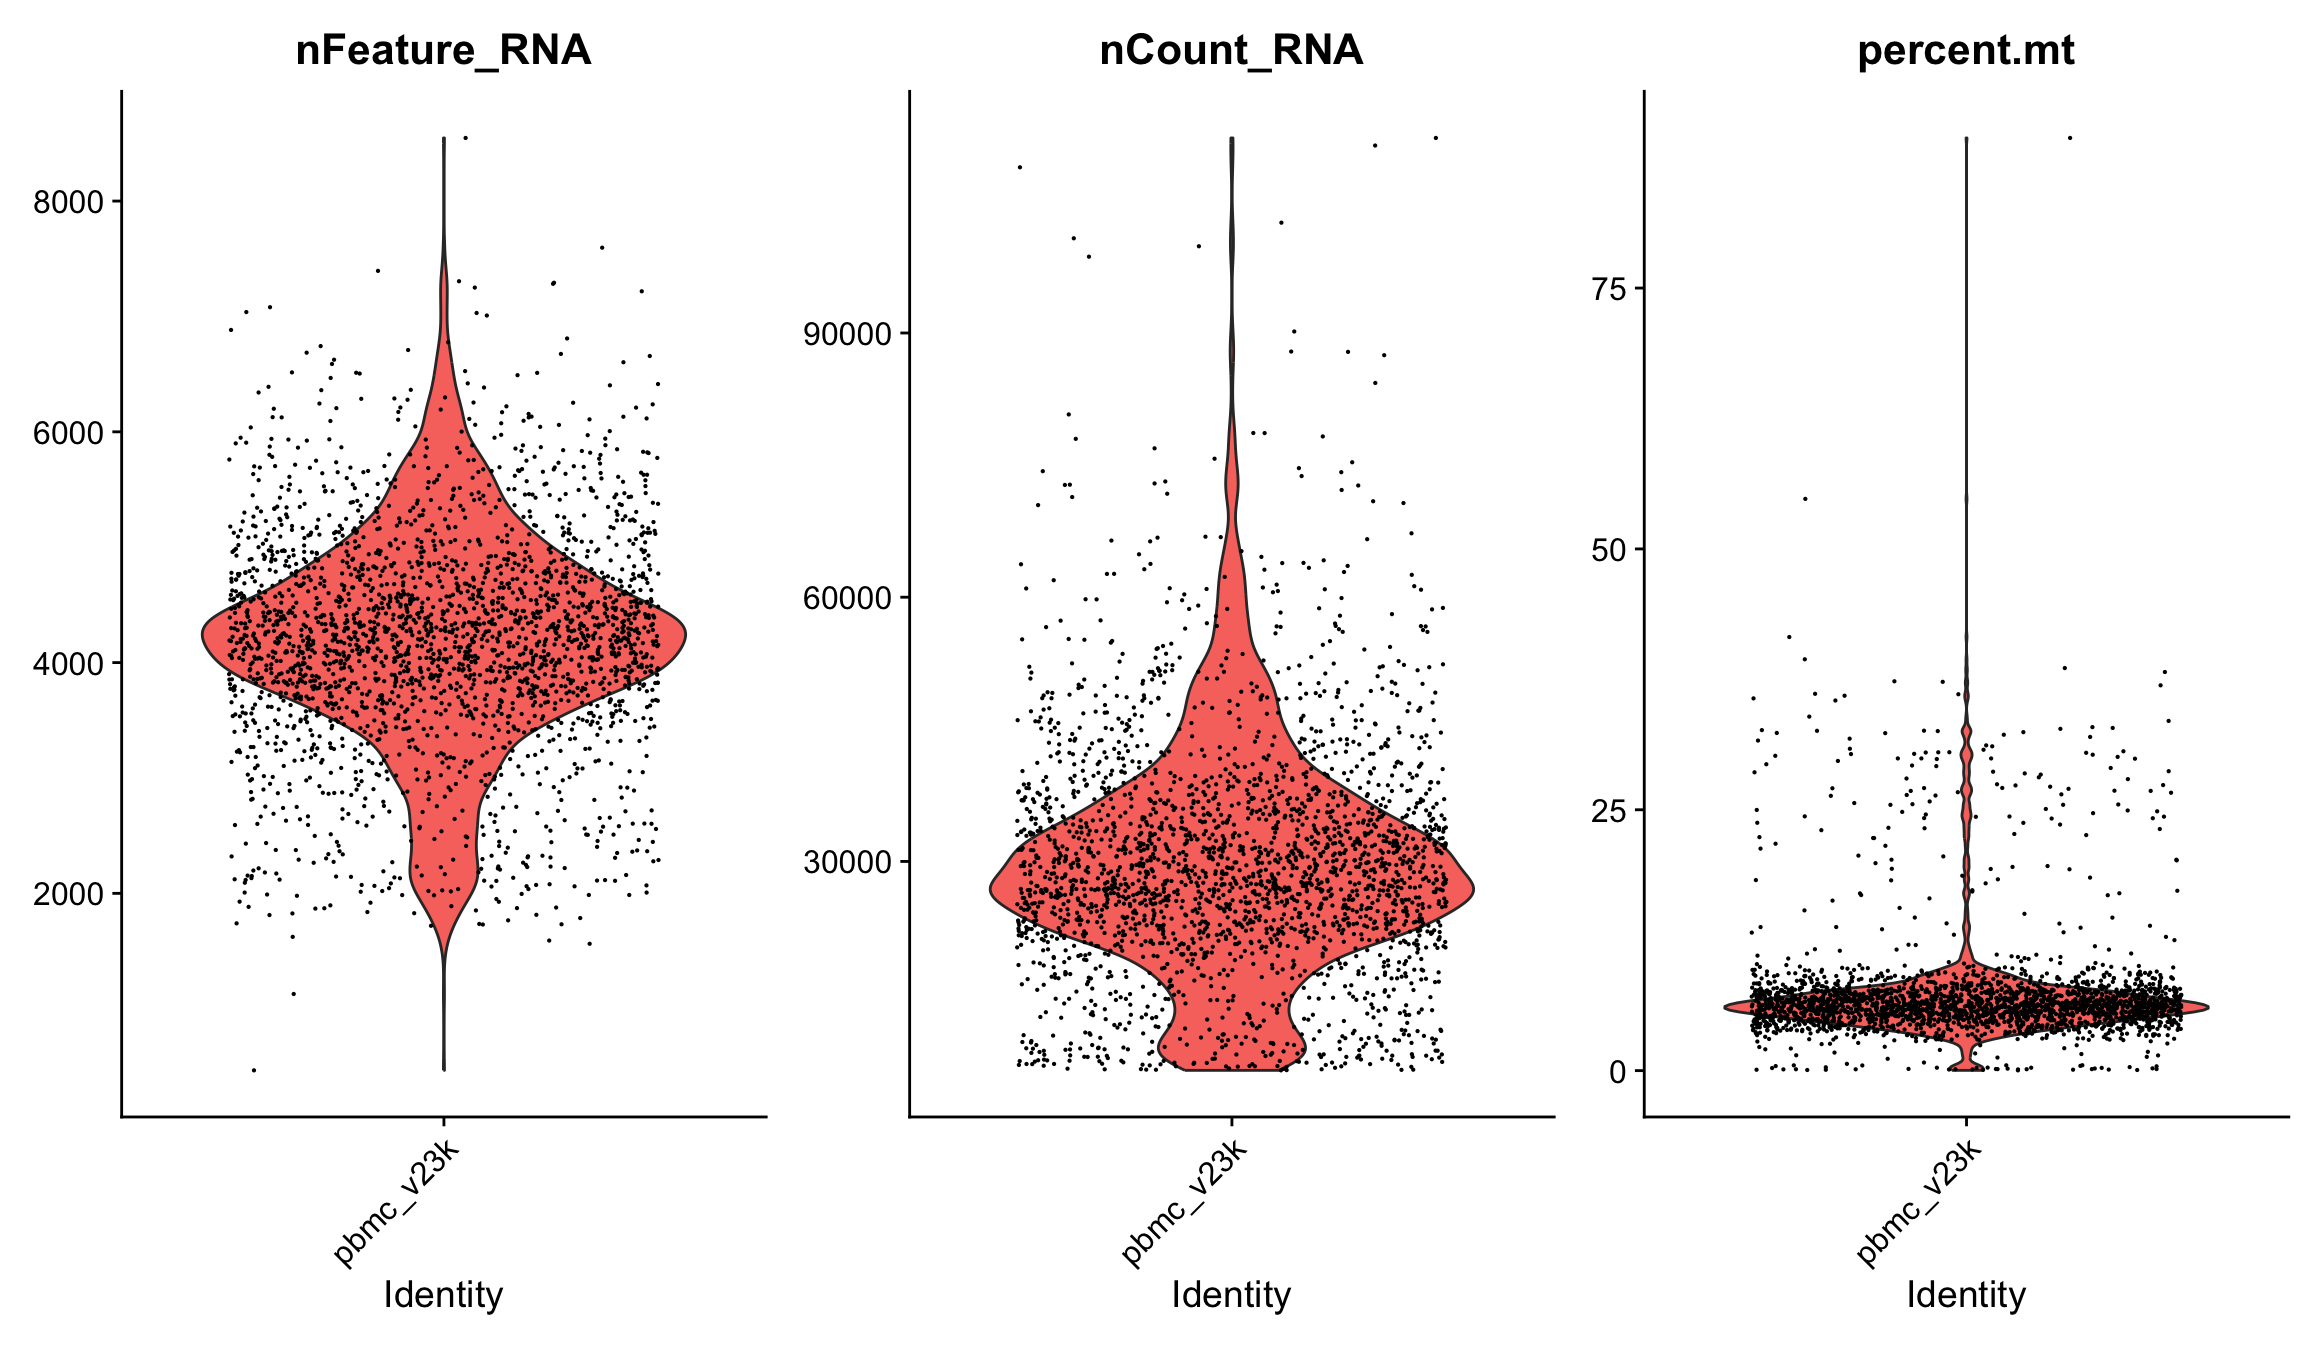 nFeature_RNA
8000
6000
4000
2000
pbmc_v23k
Identity
nCount_RNA
90000
60000
30000
pbmc_v23k
Identity
percent.mt
75
50
25
0
pbmc_v23k
Identity